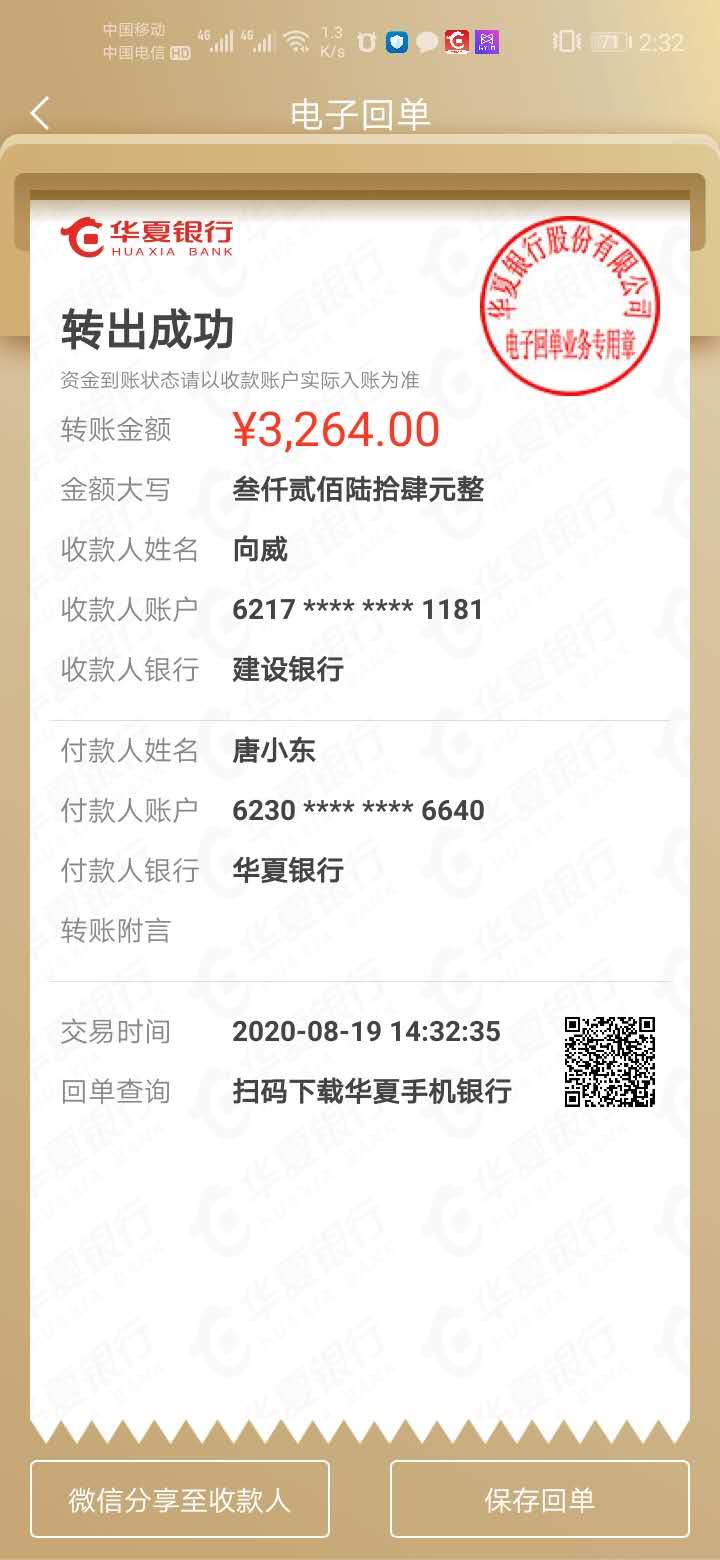 中国移动
中国电信 HD
4G 4G 1.3 K/s
71 2:32
电子回单
华夏银行
HUAXIA BANK
华夏银行股份有限公司
电子回单业务专用章
转出成功
资金到账状态请以收款账户实际入账为准
转账金额 ¥3,264.00
金额大写 叁仟贰佰陆拾肆元整
收款人姓名 向威
收款人账户 6217 **** **** 1181
收款人银行 建设银行
付款人姓名 唐小东
付款人账户 6230 **** **** 6640
付款人银行 华夏银行
转账附言
交易时间 2020-08-19 14:32:35
回单查询 扫码下载华夏手机银行
微信分享至收款人 保存回单